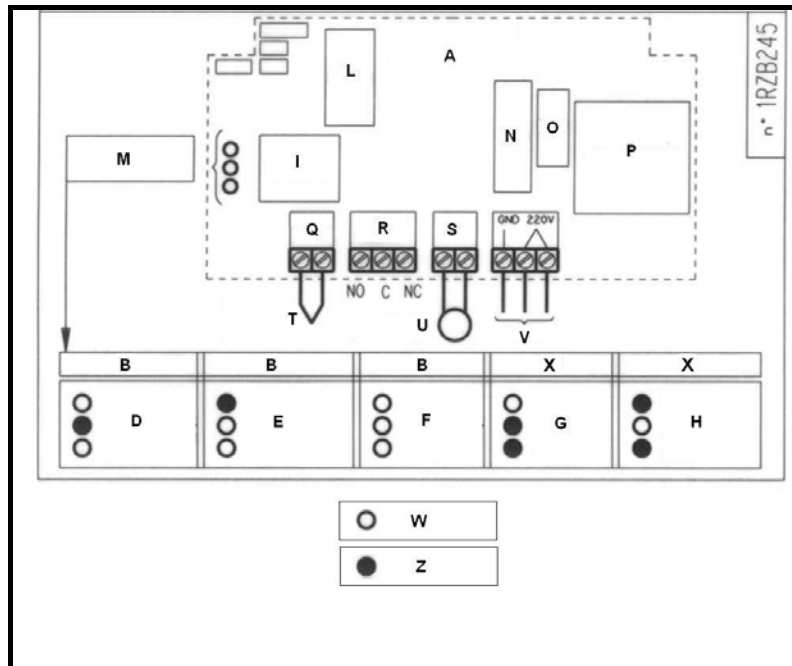 n° 1RZB245
A
L
N
O
P
M
I
Q
R
S
GND 220V
NO C NC
T
U
V
B B B X X
D E F G H
W
Z